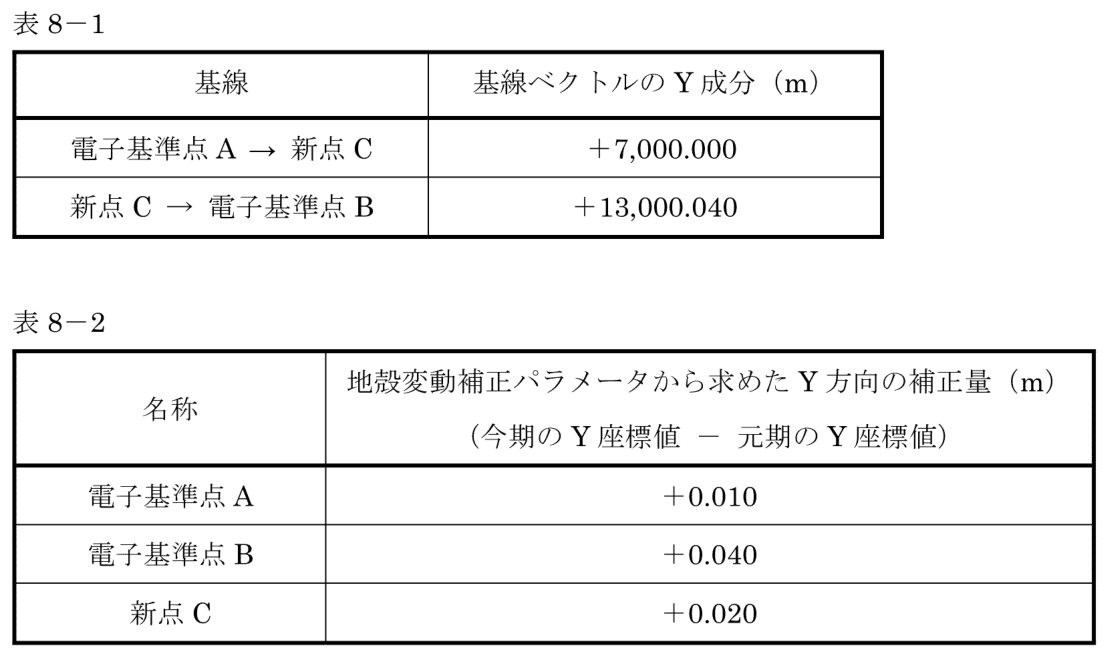 表 8－1
基線 基線ベクトルの Y 成分（m）
電子基準点 A → 新点 C ＋7,000.000
新点 C → 電子基準点 B ＋13,000.040
表 8－2
名称 地殻変動補正パラメータから求めた Y 方向の補正量（m）
（今期の Y 座標値 － 元期の Y 座標値）
電子基準点 A ＋0.010
電子基準点 B ＋0.040
新点 C ＋0.020